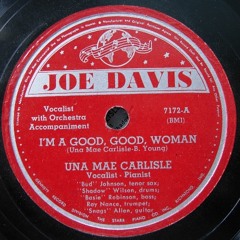 JOE DAVIS
Vocalist
with Orchestra
Accompaniment
7172-A
(BMI)
I'M A GOOD, GOOD, WOMAN
(Una Mae Carlisle-B. Young)
UNA MAE CARLISLE
Vocalist - Pianist
"Bud" Johnson, tenor sax;
"Shadow" Wilson, drums;
"Basie" Robinson, bass;
Ray Nance, trumpet;
"Snags" Allen, guitar